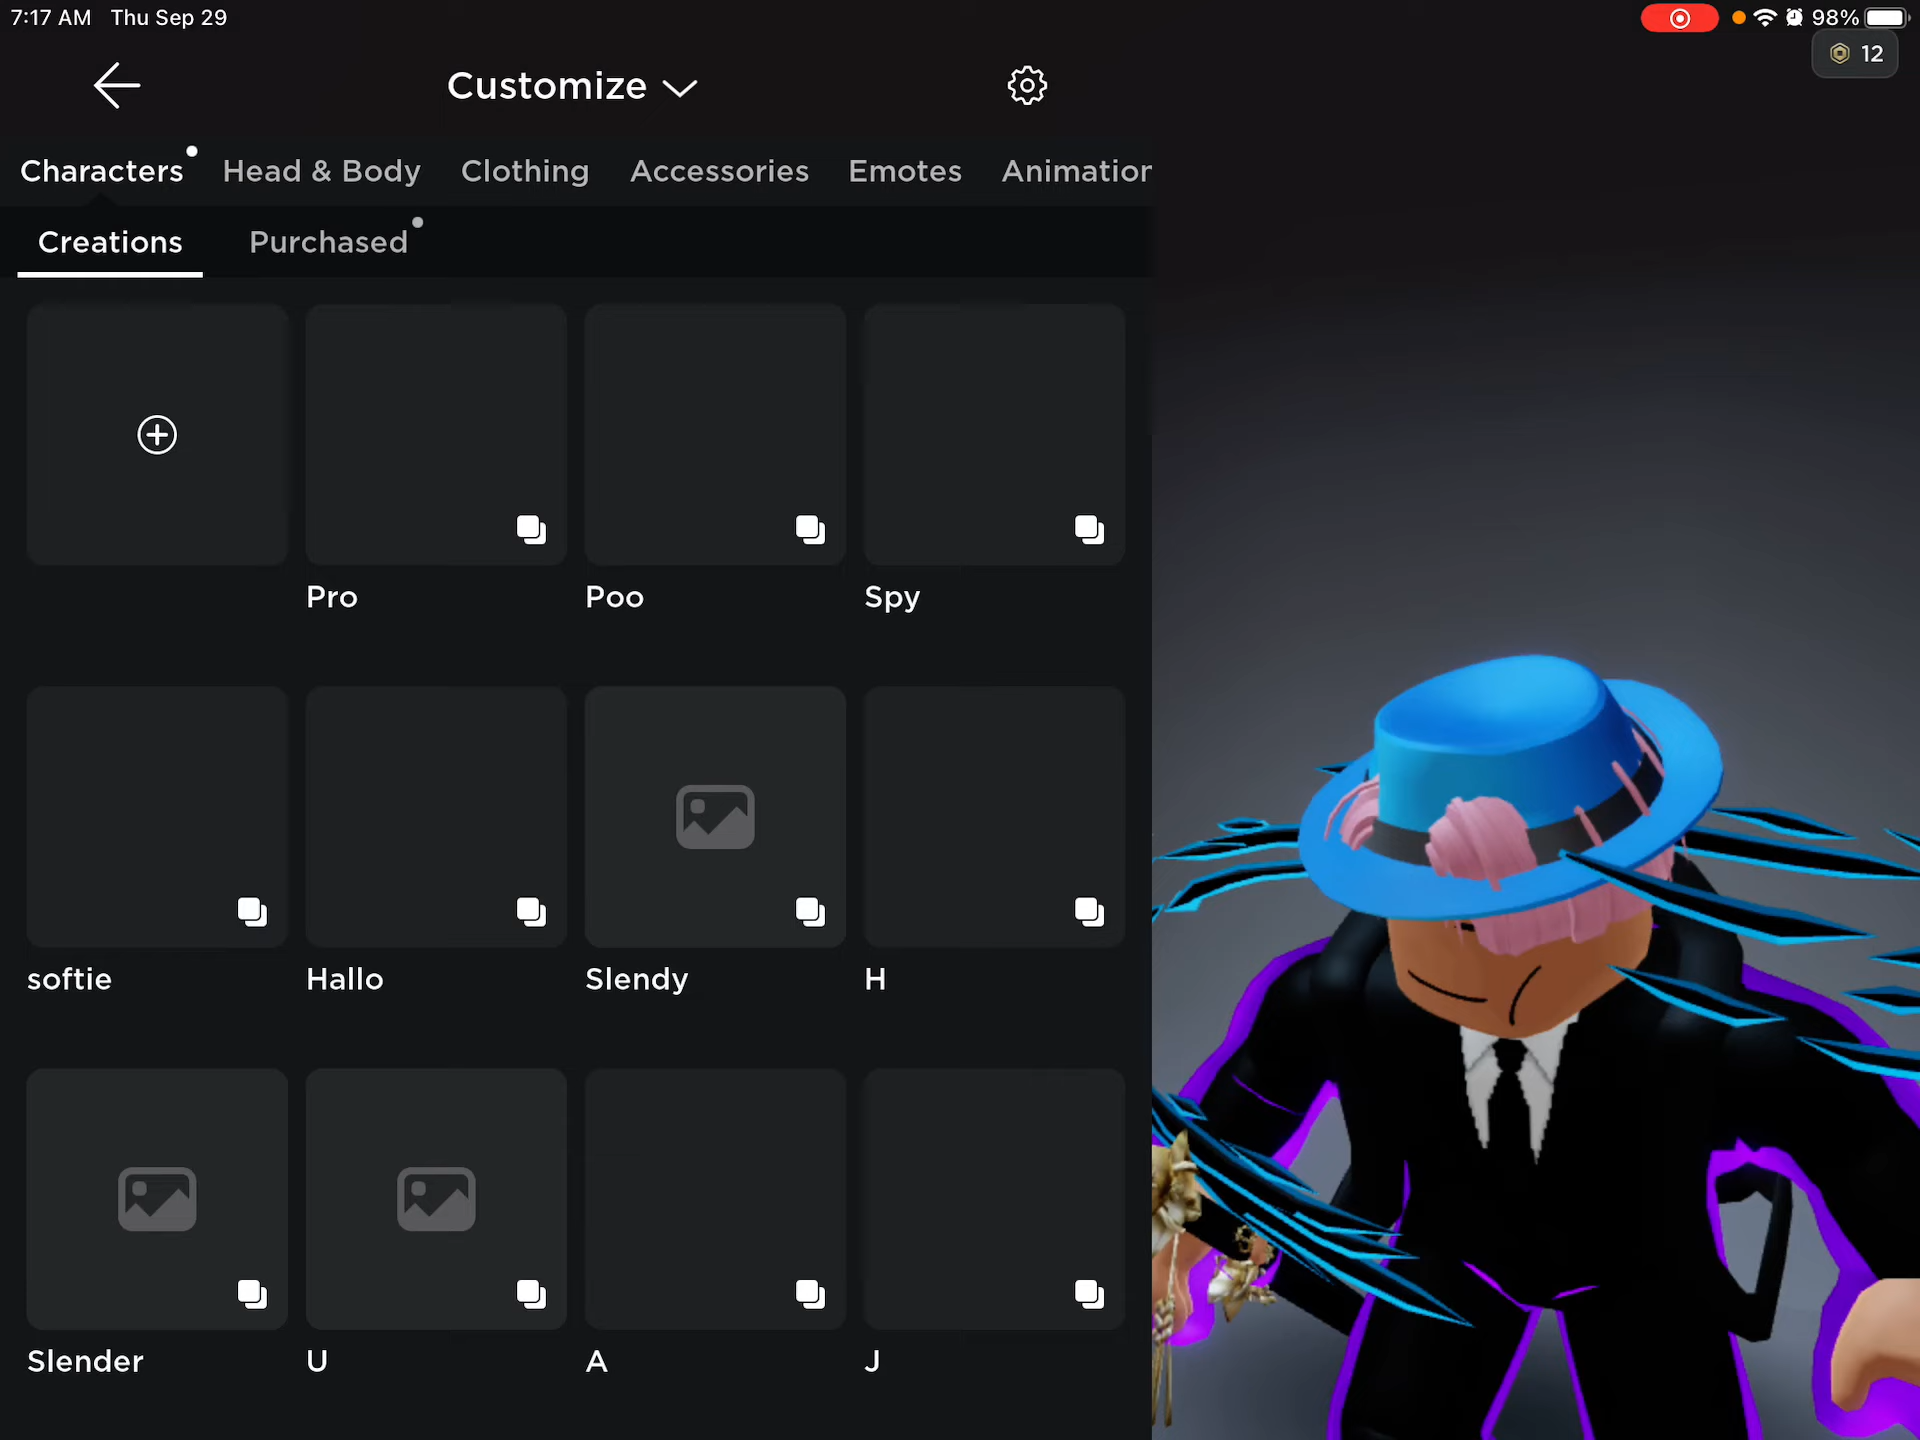 7:17 AM Thu Sep 29
98%
12
Customize
Characters Head & Body Clothing Accessories Emotes Animation
Creations Purchased
Pro Poo Spy
softie Hallo Slendy H
Slender U A J